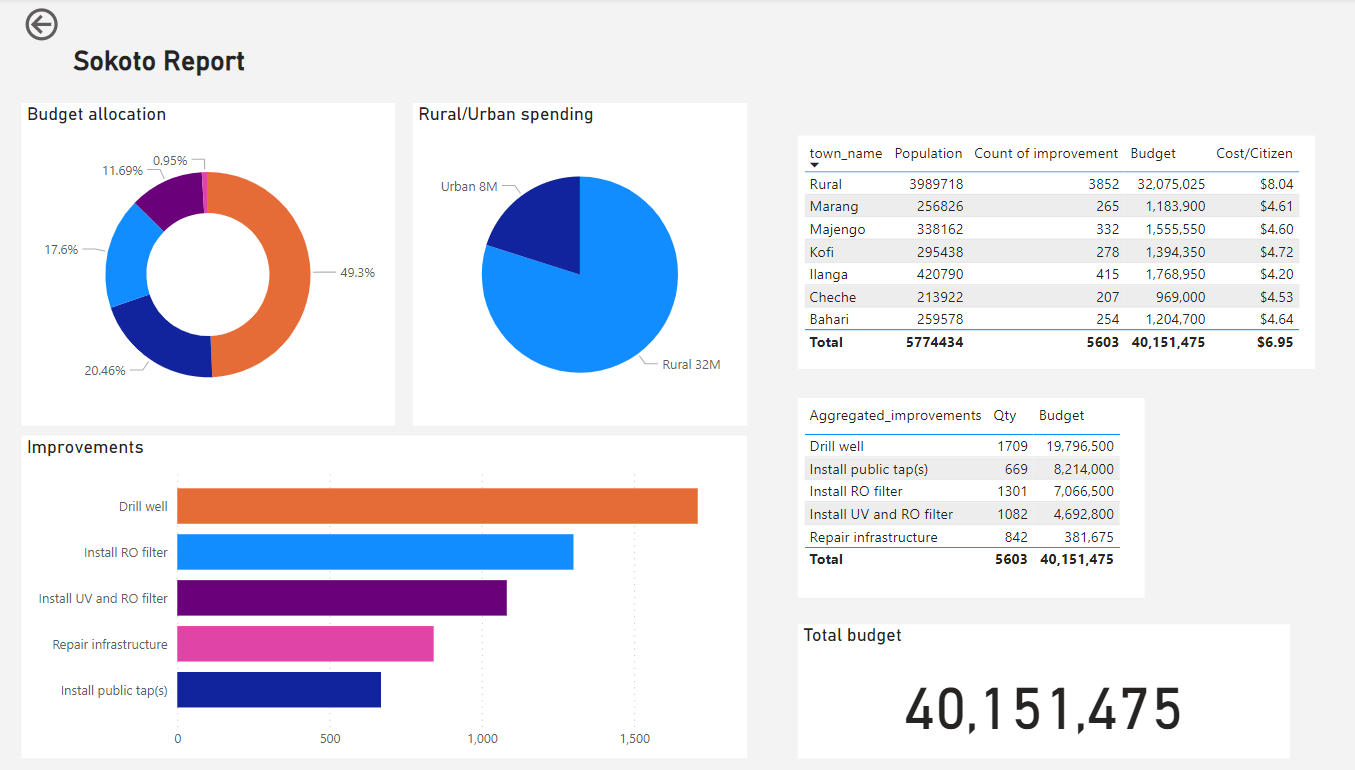 Sokoto Report
Budget allocation
0.95%
11.69%
17.6%
49.3%
20.46%
Rural/Urban spending
Urban 8M
Rural 32M
Improvements
Drill well
Install RO filter
Install UV and RO filter
Repair infrastructure
Install public tap(s)
0 500 1,000 1,500
town_name Population Count of improvement Budget Cost/Citizen
Rural 3989718 3852 32,075,025 $8.04
Marang 256826 265 1,183,900 $4.61
Majengo 338162 332 1,555,550 $4.60
Kofi 295438 278 1,394,350 $4.72
Ilanga 420790 415 1,768,950 $4.20
Cheche 213922 207 969,000 $4.53
Bahari 259578 254 1,204,700 $4.64
Total 5774434 5603 40,151,475 $6.95
Aggregated_improvements Qty Budget
Drill well 1709 19,796,500
Install public tap(s) 669 8,214,000
Install RO filter 1301 7,066,500
Install UV and RO filter 1082 4,692,800
Repair infrastructure 842 381,675
Total 5603 40,151,475
Total budget
40,151,475